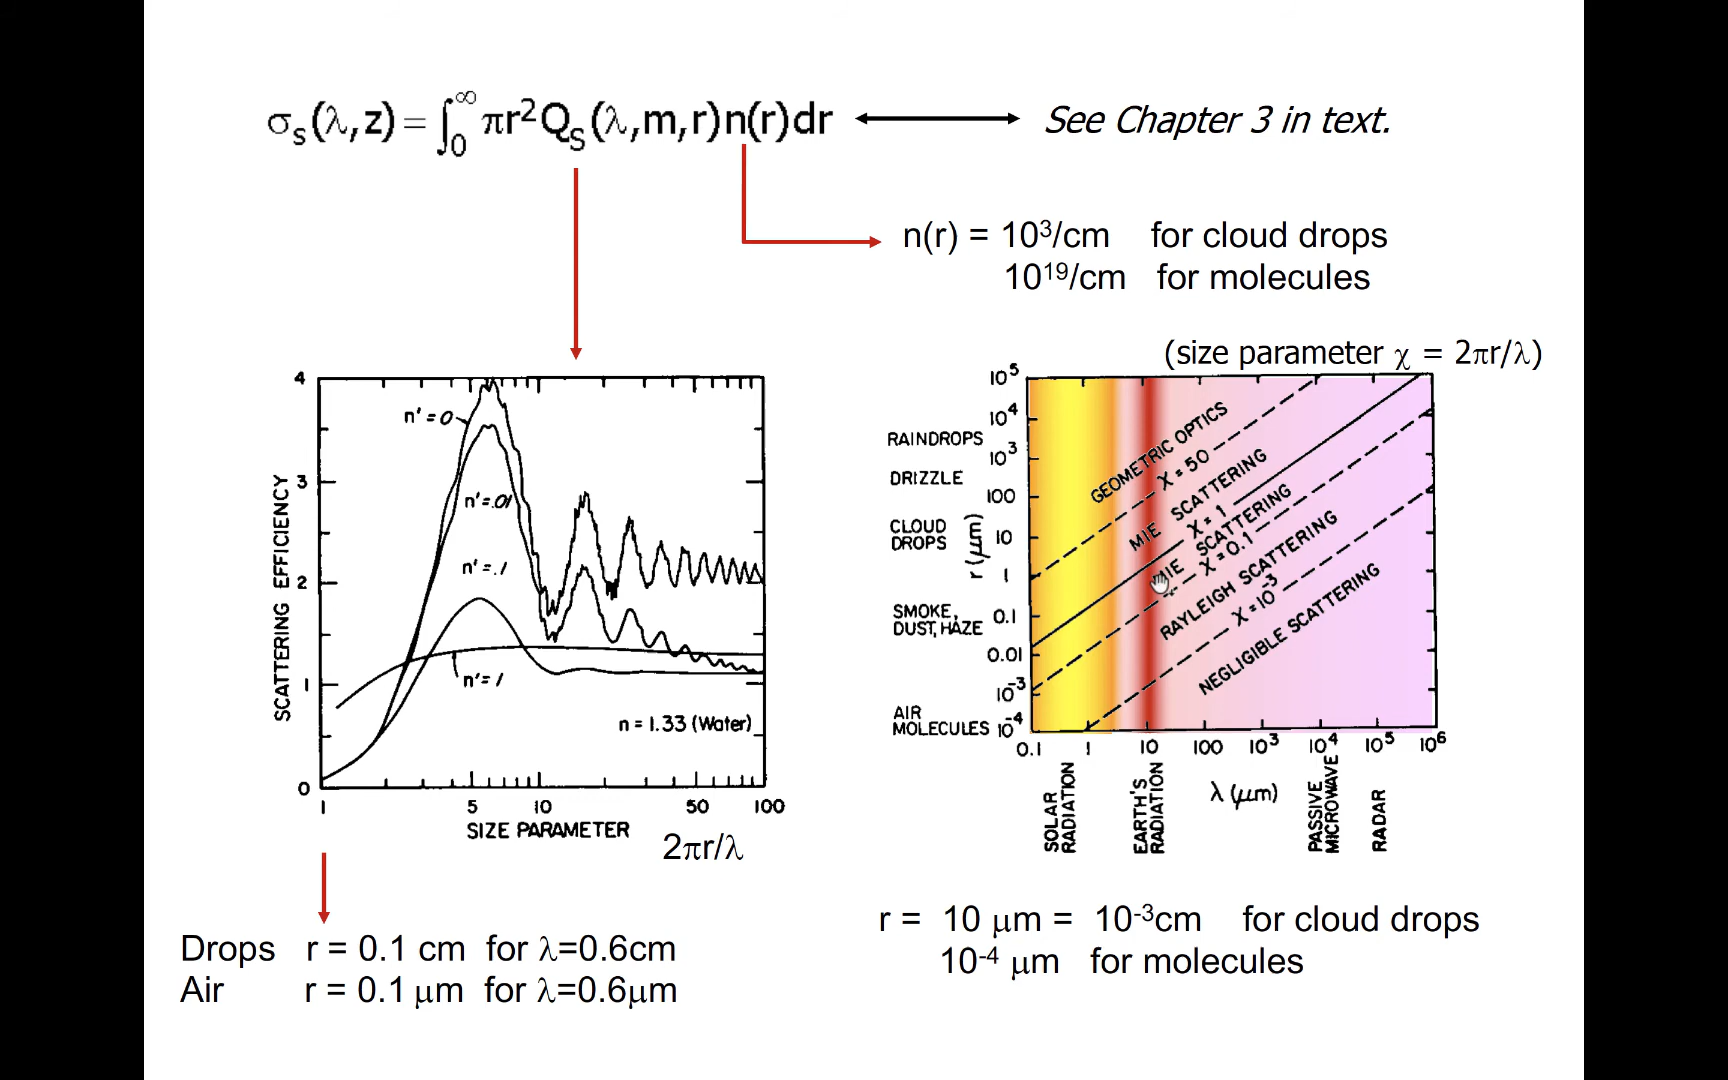 σs(λ,z) = ∫₀^∞ πr²Qs(λ,m,r)n(r)dr
See Chapter 3 in text.
n(r) = 10³/cm for cloud drops
10¹⁹/cm for molecules
(size parameter χ = 2πr/λ)
4
3
2
1
0
SCATTERING EFFICIENCY
n'=0
n'=.01
n'=.1
n'=1
n = 1.33 (Water)
1 5 10 50 100
SIZE PARAMETER
2πr/λ
RAINDROPS
DRIZZLE
CLOUD
DROPS
SMOKE,
DUST, HAZE
AIR
MOLECULES
r (μm)
10⁵
10⁴
10³
100
10
1
0.1
0.01
10⁻³
10⁻⁴
GEOMETRIC OPTICS
χ = 50
MIE SCATTERING
χ = 1
MIE SCATTERING
χ = 0.1
RAYLEIGH SCATTERING
χ = 10⁻³
NEGLIGIBLE SCATTERING
0.1 1 10 100 10³ 10⁴ 10⁵ 10⁶
λ (μm)
SOLAR
RADIATION
EARTH'S
RADIATION
PASSIVE
MICROWAVE
RADAR
Drops r = 0.1 cm for λ=0.6cm
Air r = 0.1 μm for λ=0.6μm
r = 10 μm = 10⁻³cm for cloud drops
10⁻⁴ μm for molecules